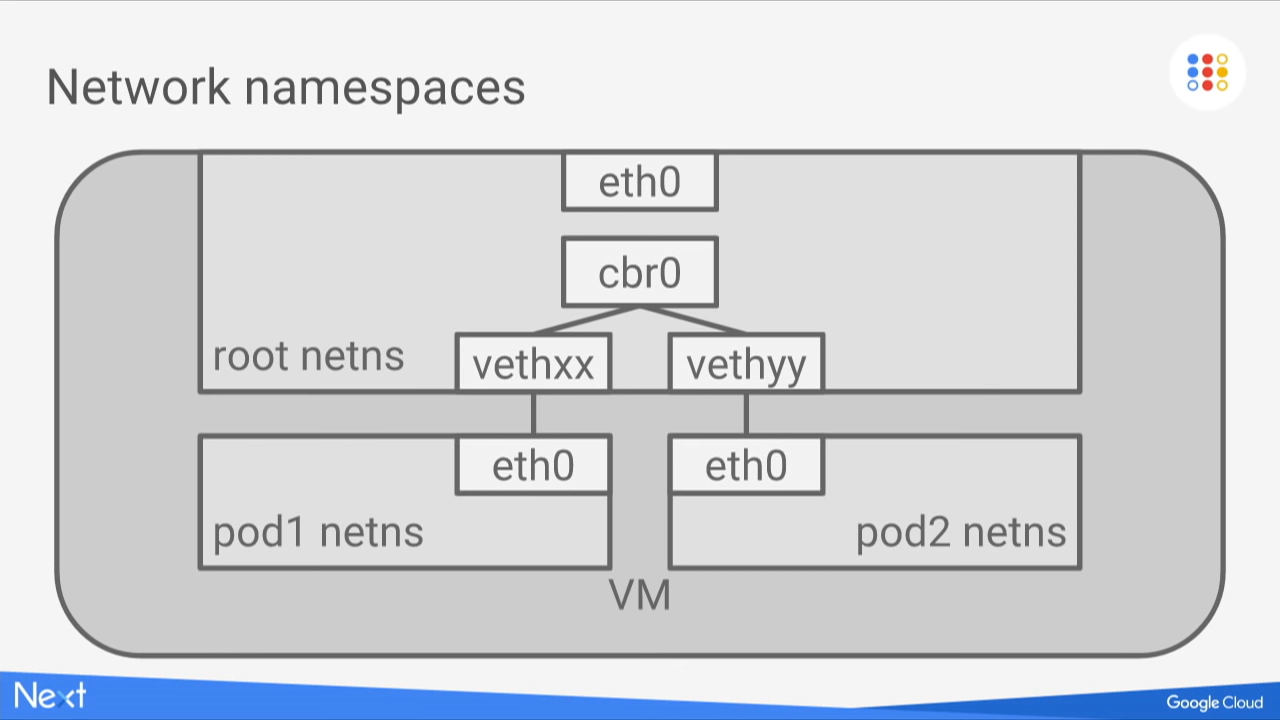 Network namespaces
eth0
cbr0
root netns
vethxx
vethyy
eth0
eth0
pod1 netns
pod2 netns
VM
Next
Google Cloud